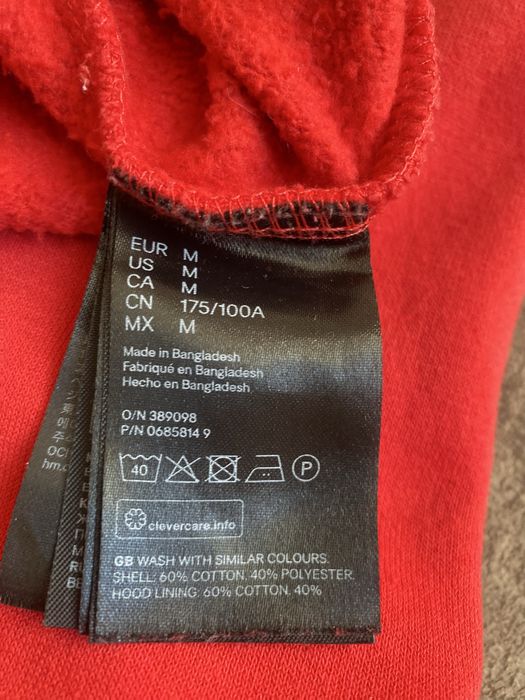 EUR M
US M
CA M
CN 175/100A
MX M
Made in Bangladesh
Fabriqué en Bangladesh
Hecho en Bangladesh
O/N 389098
P/N 0685814 9
40
P
clevercare.info
GB WASH WITH SIMILAR COLOURS.
SHELL: 60% COTTON. 40% POLYESTER.
HOOD LINING: 60% COTTON. 40%